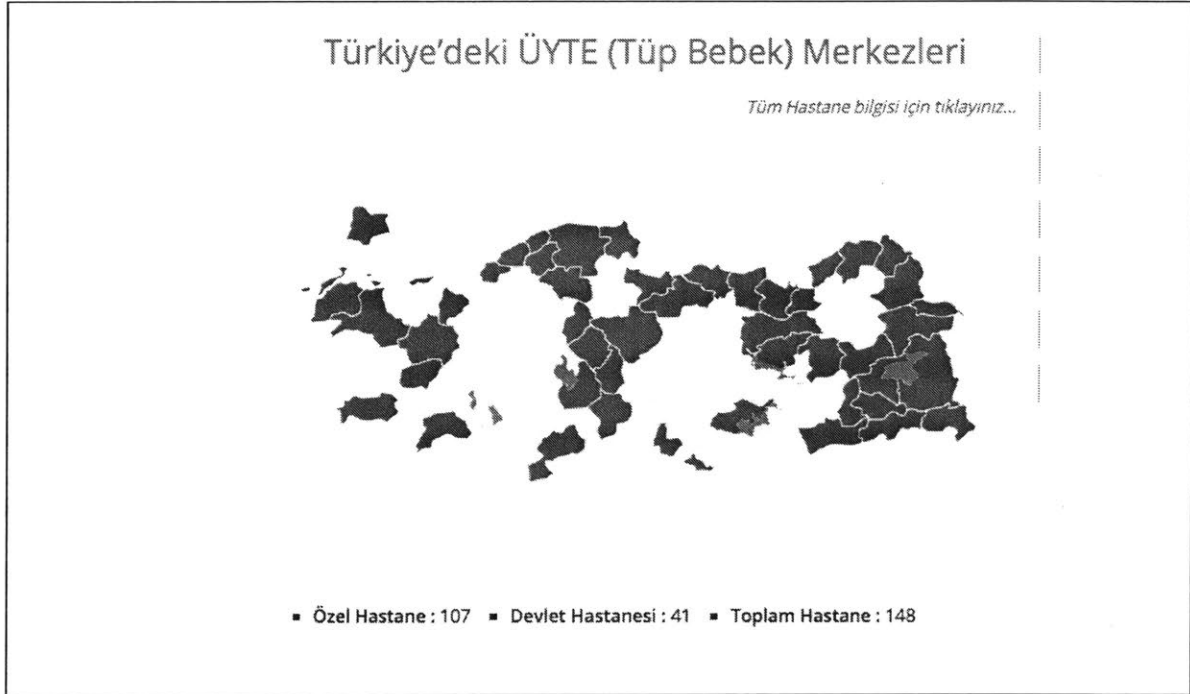 Türkiye'deki ÜYTE (Tüp Bebek) Merkezleri
Tüm Hastane bilgisi için tıklayınız...
▪ Özel Hastane : 107 ▪ Devlet Hastanesi : 41 ▪ Toplam Hastane : 148